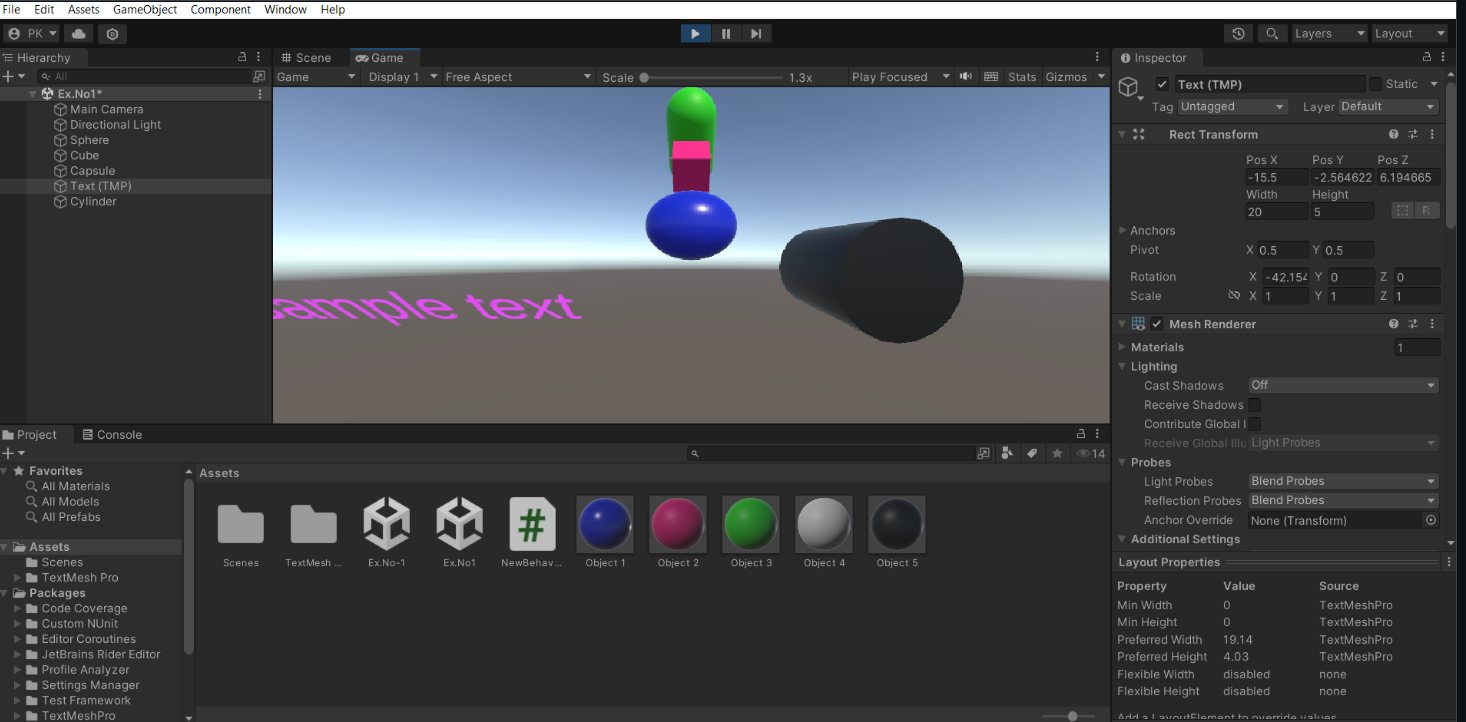 File Edit Assets GameObject Component Window Help
PK
Layers Layout
Hierarchy
All
Ex.No1*
Main Camera
Directional Light
Sphere
Cube
Capsule
Text (TMP)
Cylinder
Scene Game
Game Display 1 Free Aspect Scale 1.3x Play Focused Stats Gizmos
sample text
Inspector
Text (TMP) Static
Tag Untagged Layer Default
Rect Transform
Pos X Pos Y Pos Z
-15.5 -2.564622 6.194665
Width Height
20 5
R
Anchors
Pivot X 0.5 Y 0.5
Rotation X -42.154 Y 0 Z 0
Scale X 1 Y 1 Z 1
Mesh Renderer
Materials 1
Lighting
Cast Shadows Off
Receive Shadows
Contribute Global I
Receive Global Illu Light Probes
Probes
Light Probes Blend Probes
Reflection Probes Blend Probes
Anchor Override None (Transform)
Additional Settings
Layout Properties
Property Value Source
Min Width 0 TextMeshPro
Min Height 0 TextMeshPro
Preferred Width 19.14 TextMeshPro
Preferred Height 4.03 TextMeshPro
Flexible Width disabled none
Flexible Height disabled none
Add a LayoutElement to override values
Project Console
14
Favorites
All Materials
All Models
All Prefabs
Assets
Scenes
TextMesh Pro
Packages
Code Coverage
Custom NUnit
Editor Coroutines
JetBrains Rider Editor
Profile Analyzer
Settings Manager
Test Framework
TextMeshPro
Assets
Scenes TextMesh ... Ex.No-1 Ex.No1 NewBehav... Object 1 Object 2 Object 3 Object 4 Object 5
#